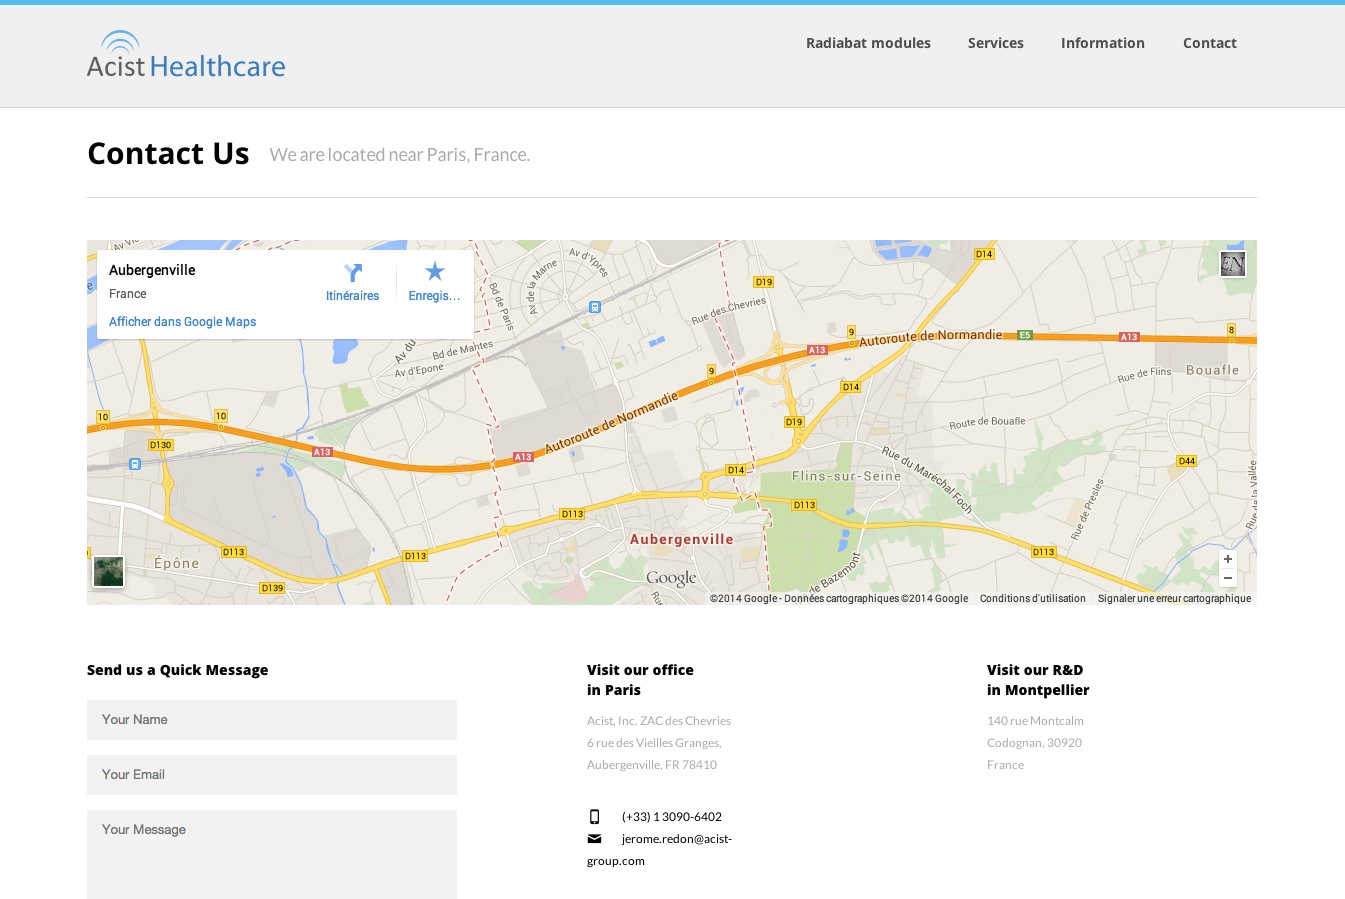 Acist Healthcare
Radiabat modules
Services
Information
Contact
Contact Us
We are located near Paris, France.
Aubergenville
France
Afficher dans Google Maps
Itinéraires
Enregis...
Av d'Ypres
Av de la Marne
Bd de Paris
Bd de Mantes
Av du
Av d'Epone
Rue des Chevries
D19
D14
9
A13
Autoroute de Normandie
E5
A13
8
Bouafle
Rue de Flins
9
D14
10
10
Autoroute de Normandie
D19
Route de Bouafle
D130
A13
A13
D14
Flins-sur-Seine
Rue du Marechal Foch
D44
Rue de Presles
Rue de la Vallée
D113
D113
Aubergenville
D113
D113
D113
Épône
D139
Google
de Bazemont
©2014 Google - Données cartographiques ©2014 Google
Conditions d'utilisation
Signaler une erreur cartographique
Send us a Quick Message
Your Name
Your Email
Your Message
Visit our office
in Paris
Acist, Inc. ZAC des Chevries
6 rue des Vieilles Granges,
Aubergenville, FR 78410
(+33) 1 3090-6402
jerome.redon@acist-
group.com
Visit our R&D
in Montpellier
140 rue Montcalm
Codognan, 30920
France